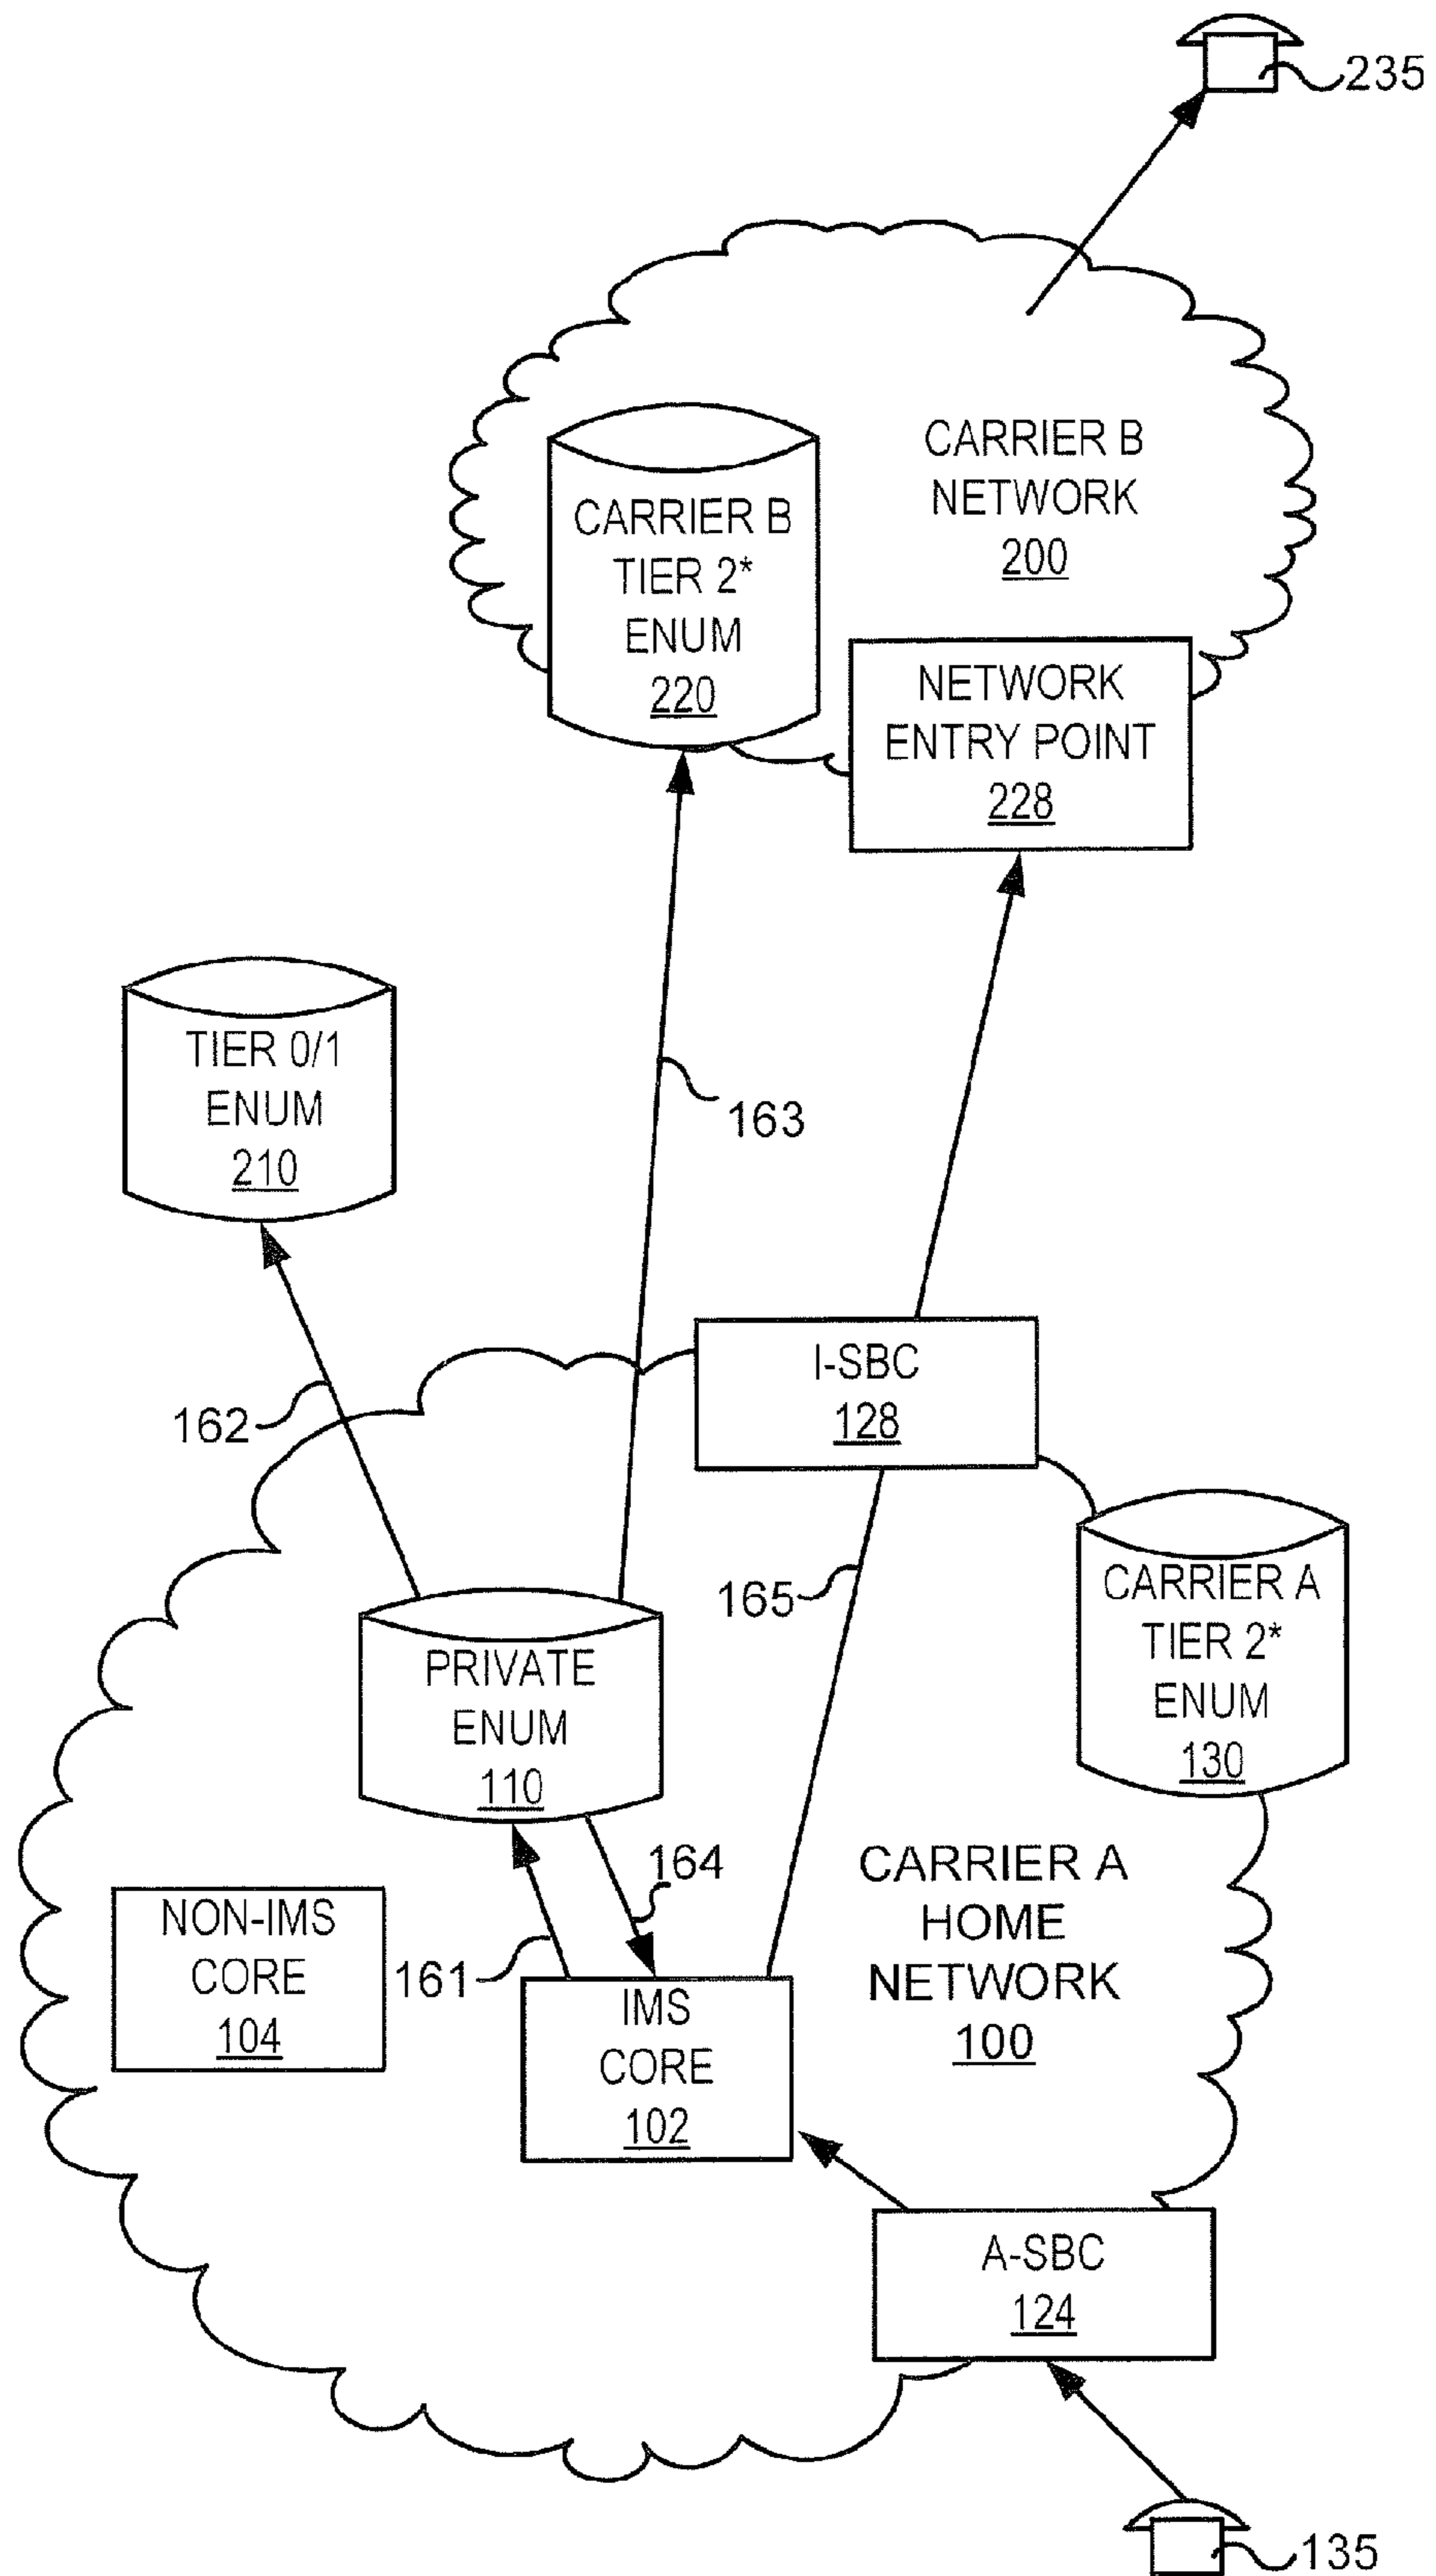 235
CARRIER B
NETWORK
200
CARRIER B
TIER 2*
ENUM
220
NETWORK
ENTRY POINT
228
TIER 0/1
ENUM
210
163
162
I-SBC
128
165
CARRIER A
TIER 2*
ENUM
130
PRIVATE
ENUM
110
164
161
NON-IMS
CORE
104
IMS
CORE
102
CARRIER A
HOME
NETWORK
100
A-SBC
124
135